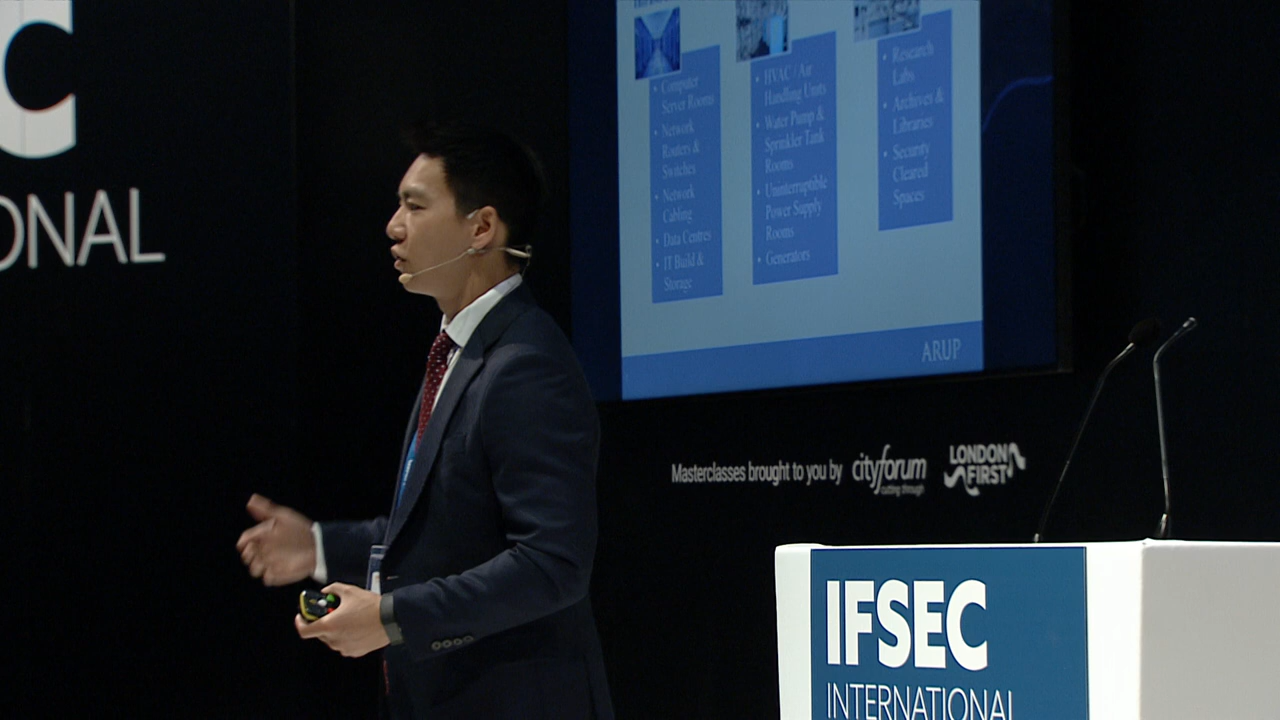 C
ONAL
• Computer
Server Rooms
• Network
Routers &
Switches
• Network
Cabling
• Data Centres
• IT Build &
Storage
• HVAC / Air
Handling Units
• Water Pump &
Sprinkler Tank
Rooms
• Uninterruptible
Power Supply
Rooms
• Generators
• Research
Labs
• Archives &
Libraries
• Security
Cleared
Spaces
ARUP
Masterclasses brought to you by
cityforum
cutting through
LONDON
FIRST
IFSEC
INTERNATIONAL